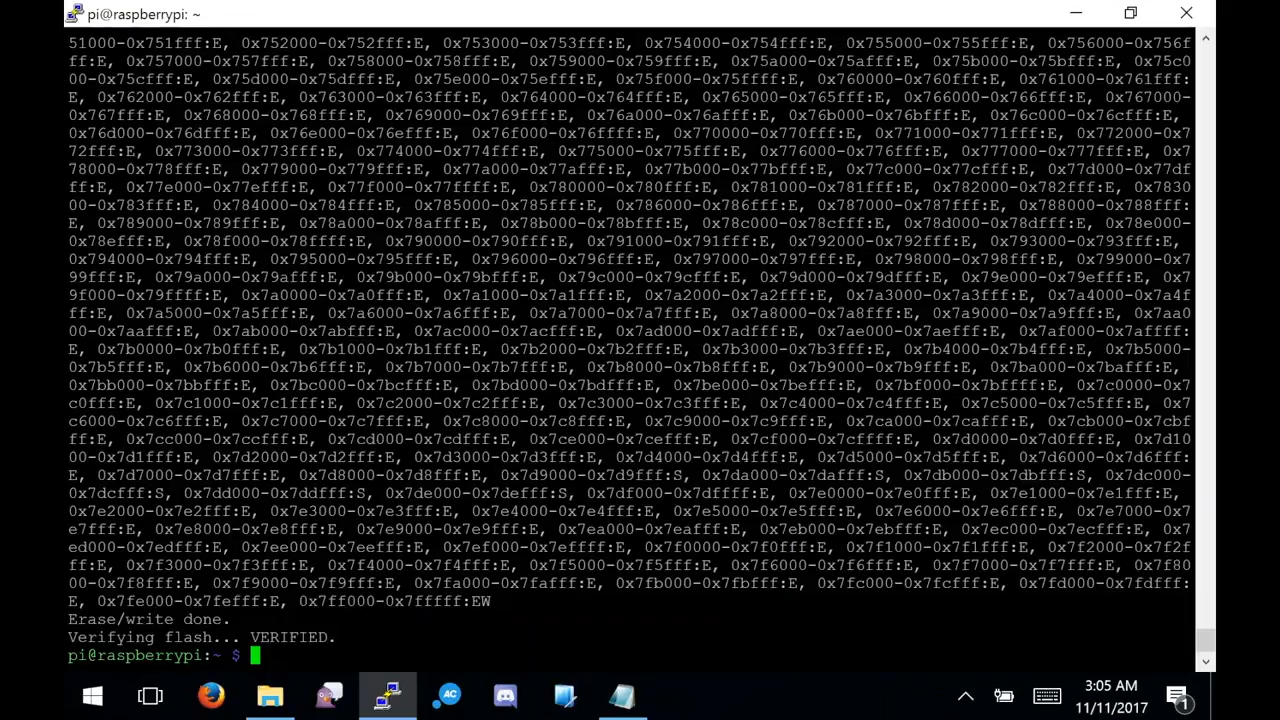 pi@raspberrypi: ~
51000-0x751fff:E, 0x752000-0x752fff:E, 0x753000-0x753fff:E, 0x754000-0x754fff:E, 0x755000-0x755fff:E, 0x756000-0x756f
ff:E, 0x757000-0x757fff:E, 0x758000-0x758fff:E, 0x759000-0x759fff:E, 0x75a000-0x75afff:E, 0x75b000-0x75bfff:E, 0x75c0
00-0x75cfff:E, 0x75d000-0x75dfff:E, 0x75e000-0x75efff:E, 0x75f000-0x75ffff:E, 0x760000-0x760fff:E, 0x761000-0x761fff:
E, 0x762000-0x762fff:E, 0x763000-0x763fff:E, 0x764000-0x764fff:E, 0x765000-0x765fff:E, 0x766000-0x766fff:E, 0x767000-
0x767fff:E, 0x768000-0x768fff:E, 0x769000-0x769fff:E, 0x76a000-0x76afff:E, 0x76b000-0x76bfff:E, 0x76c000-0x76cfff:E, 
0x76d000-0x76dfff:E, 0x76e000-0x76efff:E, 0x76f000-0x76ffff:E, 0x770000-0x770fff:E, 0x771000-0x771fff:E, 0x772000-0x7
72fff:E, 0x773000-0x773fff:E, 0x774000-0x774fff:E, 0x775000-0x775fff:E, 0x776000-0x776fff:E, 0x777000-0x777fff:E, 0x7
78000-0x778fff:E, 0x779000-0x779fff:E, 0x77a000-0x77afff:E, 0x77b000-0x77bfff:E, 0x77c000-0x77cfff:E, 0x77d000-0x77df
ff:E, 0x77e000-0x77efff:E, 0x77f000-0x77ffff:E, 0x780000-0x780fff:E, 0x781000-0x781fff:E, 0x782000-0x782fff:E, 0x7830
00-0x783fff:E, 0x784000-0x784fff:E, 0x785000-0x785fff:E, 0x786000-0x786fff:E, 0x787000-0x787fff:E, 0x788000-0x788fff:
E, 0x789000-0x789fff:E, 0x78a000-0x78afff:E, 0x78b000-0x78bfff:E, 0x78c000-0x78cfff:E, 0x78d000-0x78dfff:E, 0x78e000-
0x78efff:E, 0x78f000-0x78ffff:E, 0x790000-0x790fff:E, 0x791000-0x791fff:E, 0x792000-0x792fff:E, 0x793000-0x793fff:E, 
0x794000-0x794fff:E, 0x795000-0x795fff:E, 0x796000-0x796fff:E, 0x797000-0x797fff:E, 0x798000-0x798fff:E, 0x799000-0x7
99fff:E, 0x79a000-0x79afff:E, 0x79b000-0x79bfff:E, 0x79c000-0x79cfff:E, 0x79d000-0x79dfff:E, 0x79e000-0x79efff:E, 0x7
9f000-0x79ffff:E, 0x7a0000-0x7a0fff:E, 0x7a1000-0x7a1fff:E, 0x7a2000-0x7a2fff:E, 0x7a3000-0x7a3fff:E, 0x7a4000-0x7a4f
ff:E, 0x7a5000-0x7a5fff:E, 0x7a6000-0x7a6fff:E, 0x7a7000-0x7a7fff:E, 0x7a8000-0x7a8fff:E, 0x7a9000-0x7a9fff:E, 0x7aa0
00-0x7aafff:E, 0x7ab000-0x7abfff:E, 0x7ac000-0x7acfff:E, 0x7ad000-0x7adfff:E, 0x7ae000-0x7aefff:E, 0x7af000-0x7affff:
E, 0x7b0000-0x7b0fff:E, 0x7b1000-0x7b1fff:E, 0x7b2000-0x7b2fff:E, 0x7b3000-0x7b3fff:E, 0x7b4000-0x7b4fff:E, 0x7b5000-
0x7b5fff:E, 0x7b6000-0x7b6fff:E, 0x7b7000-0x7b7fff:E, 0x7b8000-0x7b8fff:E, 0x7b9000-0x7b9fff:E, 0x7ba000-0x7bafff:E, 
0x7bb000-0x7bbfff:E, 0x7bc000-0x7bcfff:E, 0x7bd000-0x7bdfff:E, 0x7be000-0x7befff:E, 0x7bf000-0x7bffff:E, 0x7c0000-0x7
c0fff:E, 0x7c1000-0x7c1fff:E, 0x7c2000-0x7c2fff:E, 0x7c3000-0x7c3fff:E, 0x7c4000-0x7c4fff:E, 0x7c5000-0x7c5fff:E, 0x7
c6000-0x7c6fff:E, 0x7c7000-0x7c7fff:E, 0x7c8000-0x7c8fff:E, 0x7c9000-0x7c9fff:E, 0x7ca000-0x7cafff:E, 0x7cb000-0x7cbf
ff:E, 0x7cc000-0x7ccfff:E, 0x7cd000-0x7cdfff:E, 0x7ce000-0x7cefff:E, 0x7cf000-0x7cffff:E, 0x7d0000-0x7d0fff:E, 0x7d10
00-0x7d1fff:E, 0x7d2000-0x7d2fff:E, 0x7d3000-0x7d3fff:E, 0x7d4000-0x7d4fff:E, 0x7d5000-0x7d5fff:E, 0x7d6000-0x7d6fff:
E, 0x7d7000-0x7d7fff:E, 0x7d8000-0x7d8fff:E, 0x7d9000-0x7d9fff:S, 0x7da000-0x7dafff:S, 0x7db000-0x7dbfff:S, 0x7dc000-
0x7dcfff:S, 0x7dd000-0x7ddfff:S, 0x7de000-0x7defff:S, 0x7df000-0x7dffff:E, 0x7e0000-0x7e0fff:E, 0x7e1000-0x7e1fff:E, 
0x7e2000-0x7e2fff:E, 0x7e3000-0x7e3fff:E, 0x7e4000-0x7e4fff:E, 0x7e5000-0x7e5fff:E, 0x7e6000-0x7e6fff:E, 0x7e7000-0x7
e7fff:E, 0x7e8000-0x7e8fff:E, 0x7e9000-0x7e9fff:E, 0x7ea000-0x7eafff:E, 0x7eb000-0x7ebfff:E, 0x7ec000-0x7ecfff:E, 0x7
ed000-0x7edfff:E, 0x7ee000-0x7eefff:E, 0x7ef000-0x7effff:E, 0x7f0000-0x7f0fff:E, 0x7f1000-0x7f1fff:E, 0x7f2000-0x7f2f
ff:E, 0x7f3000-0x7f3fff:E, 0x7f4000-0x7f4fff:E, 0x7f5000-0x7f5fff:E, 0x7f6000-0x7f6fff:E, 0x7f7000-0x7f7fff:E, 0x7f80
00-0x7f8fff:E, 0x7f9000-0x7f9fff:E, 0x7fa000-0x7fafff:E, 0x7fb000-0x7fbfff:E, 0x7fc000-0x7fcfff:E, 0x7fd000-0x7fdfff:
E, 0x7fe000-0x7fefff:E, 0x7ff000-0x7fffff:EW
Erase/write done.
Verifying flash... VERIFIED.
pi@raspberrypi:~ $
AC
3:05 AM
11/11/2017
1